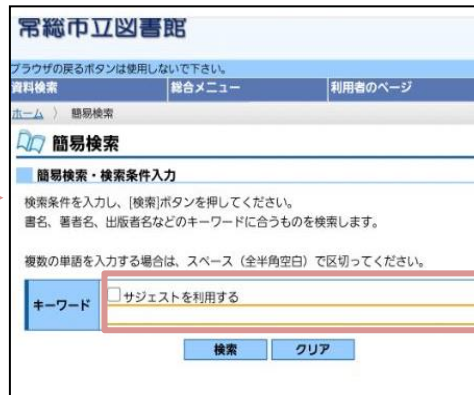 常総市立図書館
ブラウザの戻るボタンは使用しないで下さい。
資料検索 総合メニュー 利用者のページ
ホーム 〉 簡易検索
簡易検索
簡易検索・検索条件入力
検索条件を入力し、[検索]ボタンを押してください。
書名、著者名、出版者名などのキーワードに合うものを検索します。
複数の単語を入力する場合は、スペース（全半角空白）で区切ってください。
キーワード
サジェストを利用する
検索 クリア